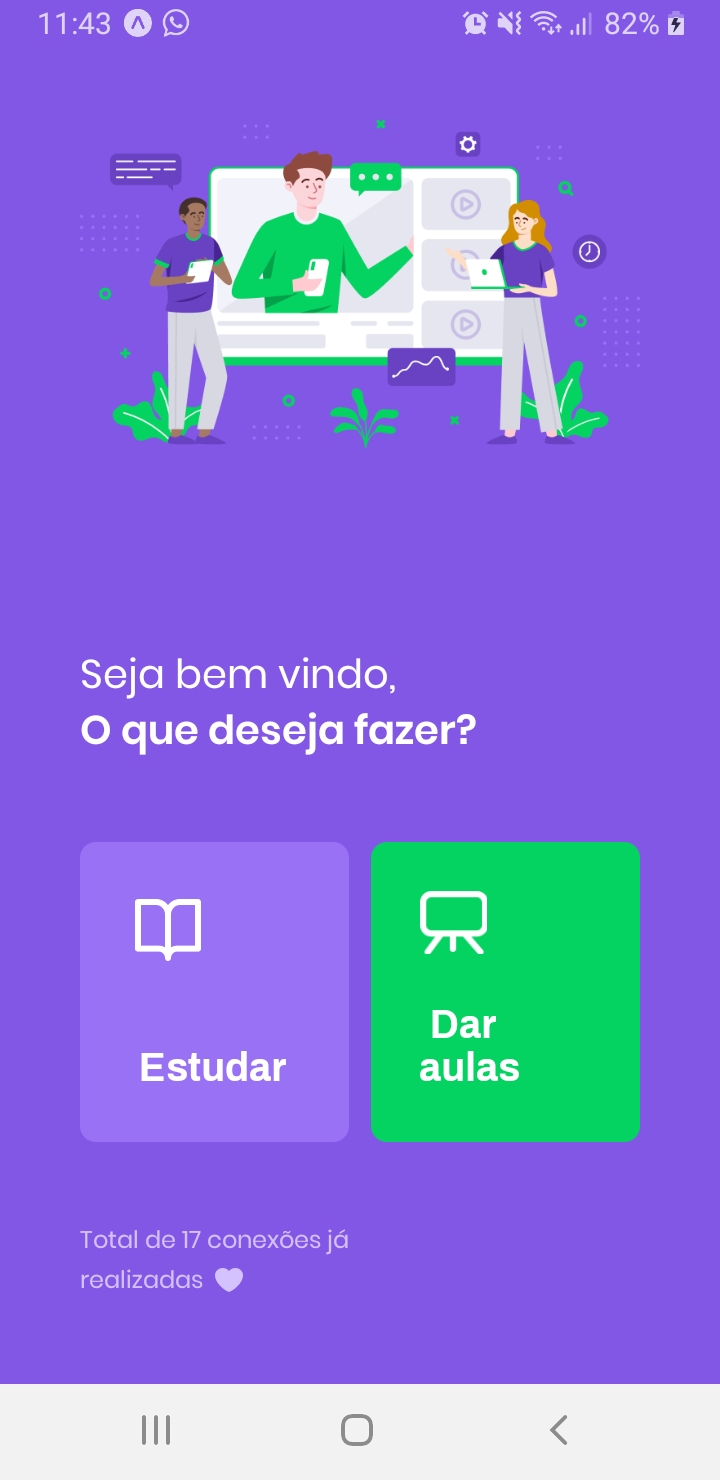 11:43
82%
Seja bem vindo,
O que deseja fazer?
Estudar
Dar
aulas
Total de 17 conexões já
realizadas